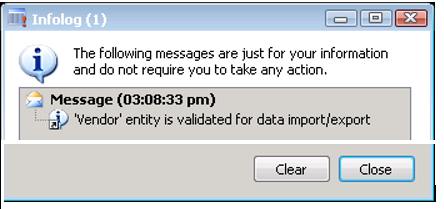 Infolog (1)
The following messages are just for your information
and do not require you to take any action.
Message (03:08:33 pm)
'Vendor' entity is validated for data import/export
Clear
Close